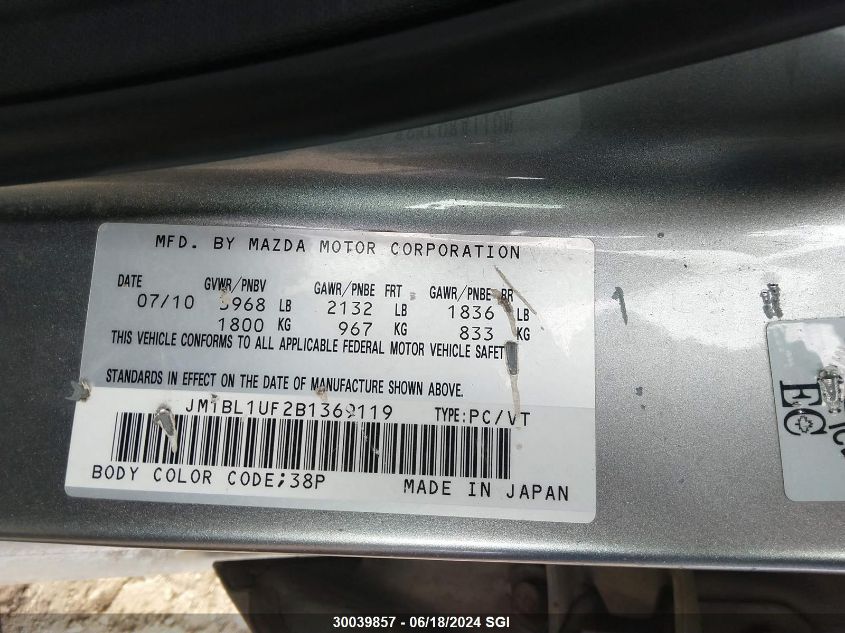 MFD. BY MAZDA MOTOR CORPORATION
DATE GVWR/PNBV GAWR/PNBE FRT GAWR/PNBE RR
07/10 3968 LB 2132 LB 1836 LB
1800 KG 967 KG 833 KG
THIS VEHICLE CONFORMS TO ALL APPLICABLE FEDERAL MOTOR VEHICLE SAFET
STANDARDS IN EFFECT ON THE DATE OF MANUFACTURE SHOWN ABOVE.
JM1BL1UF2B1369119 TYPE:PC/VT
BODY COLOR CODE;38P MADE IN JAPAN
EC
30039857 - 06/18/2024 SGI